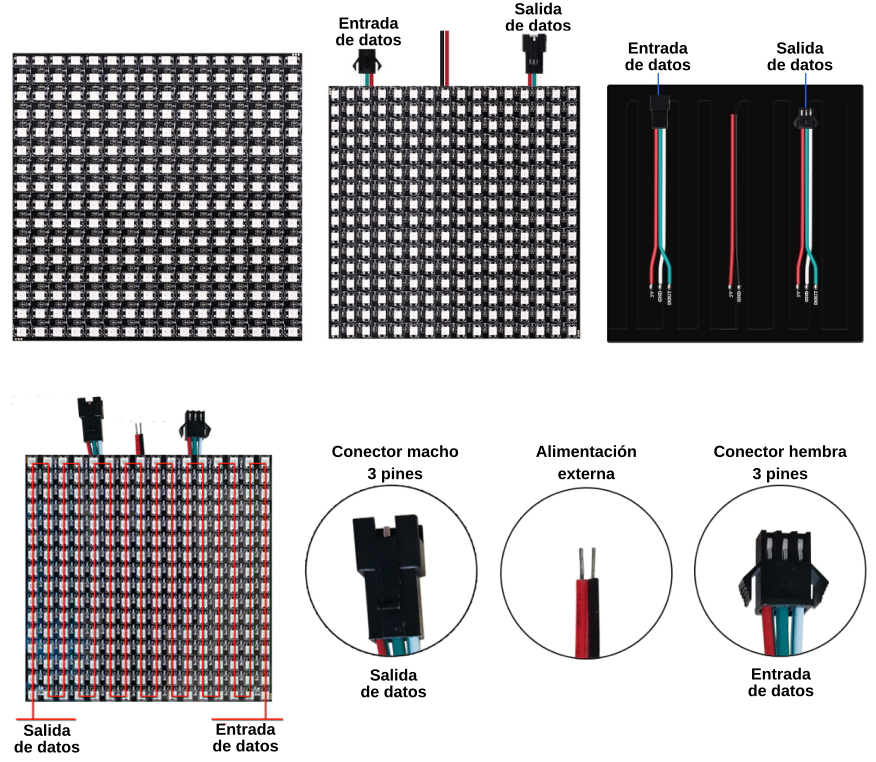 Entrada
de datos
Salida
de datos
Entrada
de datos
Salida
de datos
5V
GND
DOUT
5V
GND
5V
GND
DOUT
Conector macho
3 pines
Alimentación
externa
Conector hembra
3 pines
Salida
de datos
Entrada
de datos
Salida
de datos
Entrada
de datos